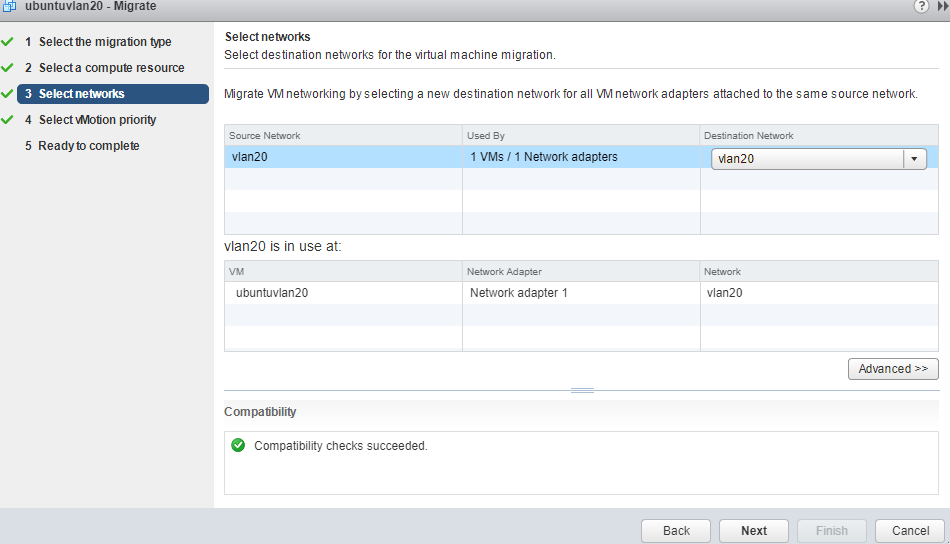 ubuntuvlan20 - Migrate
1 Select the migration type
2 Select a compute resource
3 Select networks
4 Select vMotion priority
5 Ready to complete
Select networks
Select destination networks for the virtual machine migration.
Migrate VM networking by selecting a new destination network for all VM network adapters attached to the same source network.
Source Network Used By Destination Network
vlan20 1 VMs / 1 Network adapters vlan20
vlan20 is in use at:
VM Network Adapter Network
ubuntuvlan20 Network adapter 1 vlan20
Advanced >>
Compatibility
Compatibility checks succeeded.
Back Next Finish Cancel